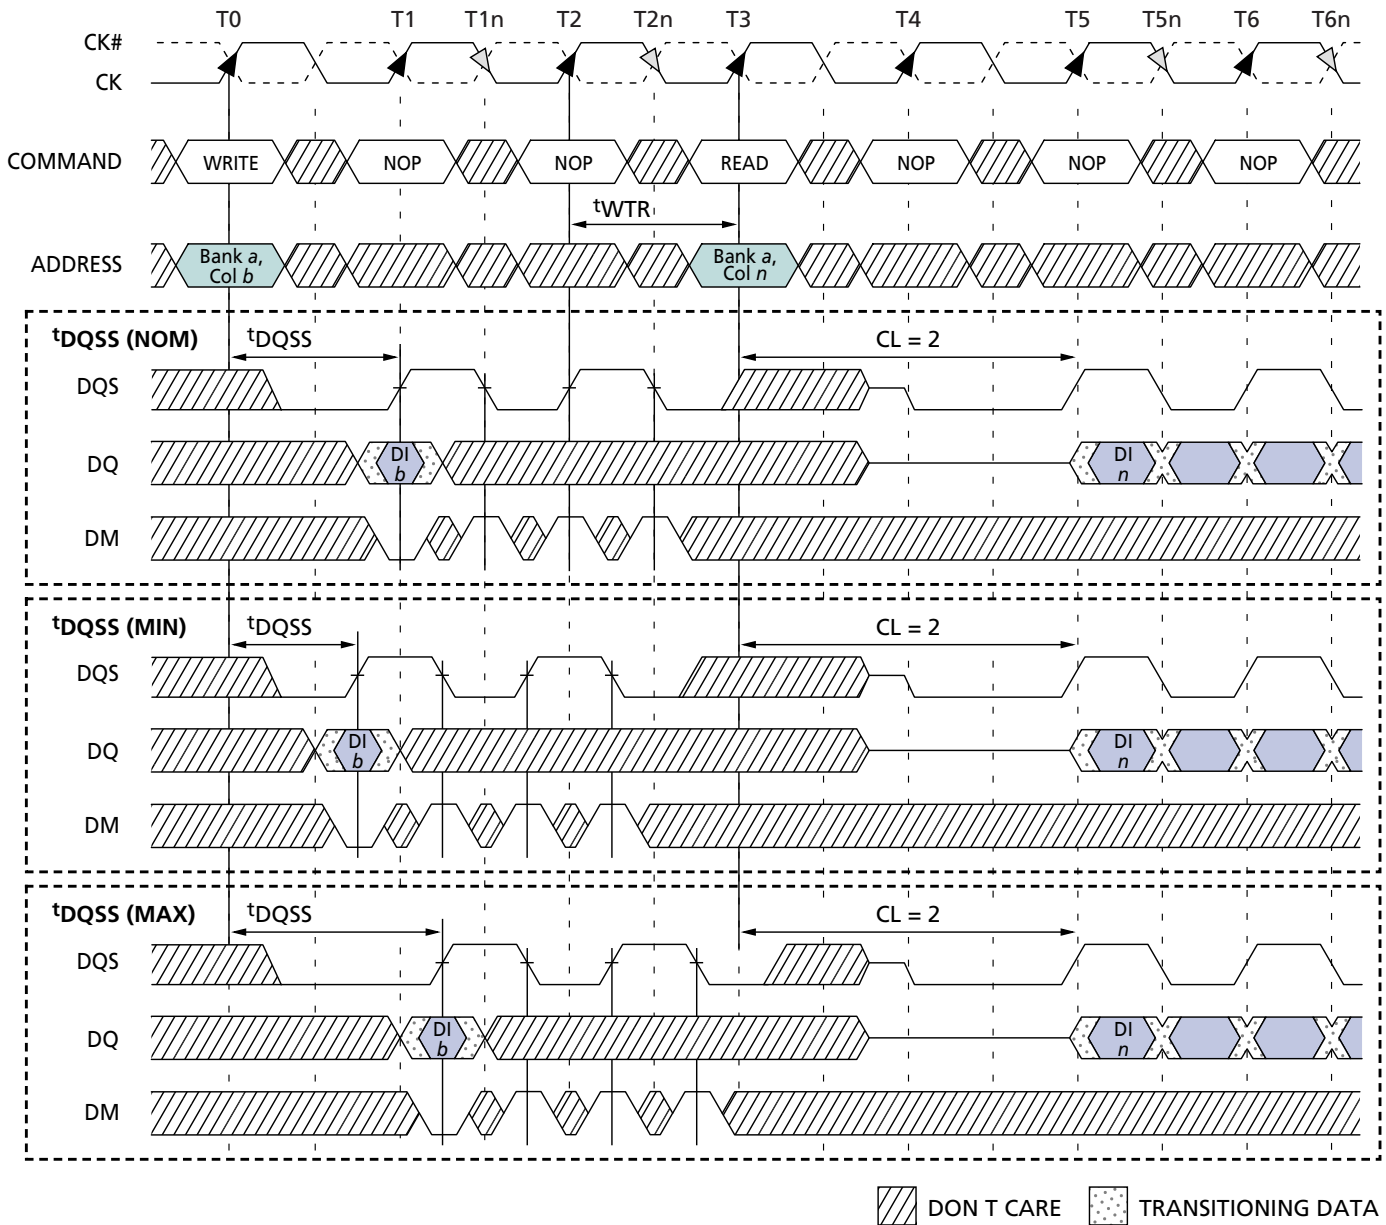 T0 T1 T1n T2 T2n T3 T4 T5 T5n T6 T6n
CK#
CK
COMMAND WRITE NOP NOP READ NOP NOP NOP
tWTR
ADDRESS Bank a, Col b Bank a, Col n
tDQSS (NOM) tDQSS CL = 2
DQS
DQ DI b DI n
DM
tDQSS (MIN) tDQSS CL = 2
DQS
DQ DI b DI n
DM
tDQSS (MAX) tDQSS CL = 2
DQS
DQ DI b DI n
DM
DON T CARE TRANSITIONING DATA